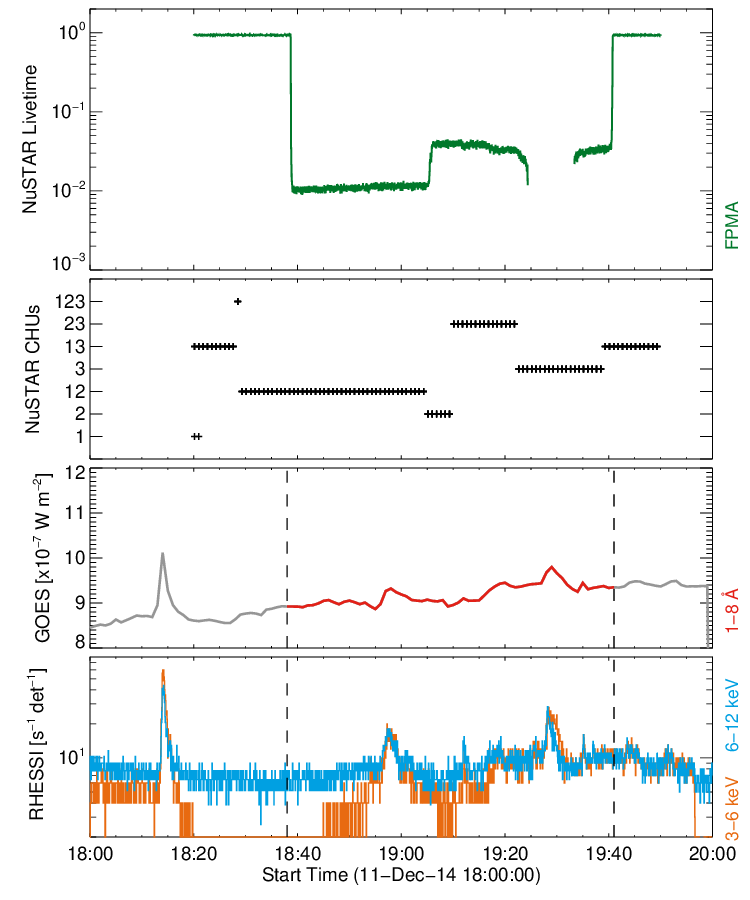 10⁰
10⁻¹
10⁻²
10⁻³
NuSTAR Livetime
FPMA
123
23
13
3
12
2
1
NuSTAR CHUs
12
11
10
9
8
GOES [x10⁻⁷ W m⁻²]
1−8 Å
10¹
RHESSI [s⁻¹ det⁻¹]
6−12 keV
3−6 keV
18:00 18:20 18:40 19:00 19:20 19:40 20:00
Start Time (11−Dec−14 18:00:00)